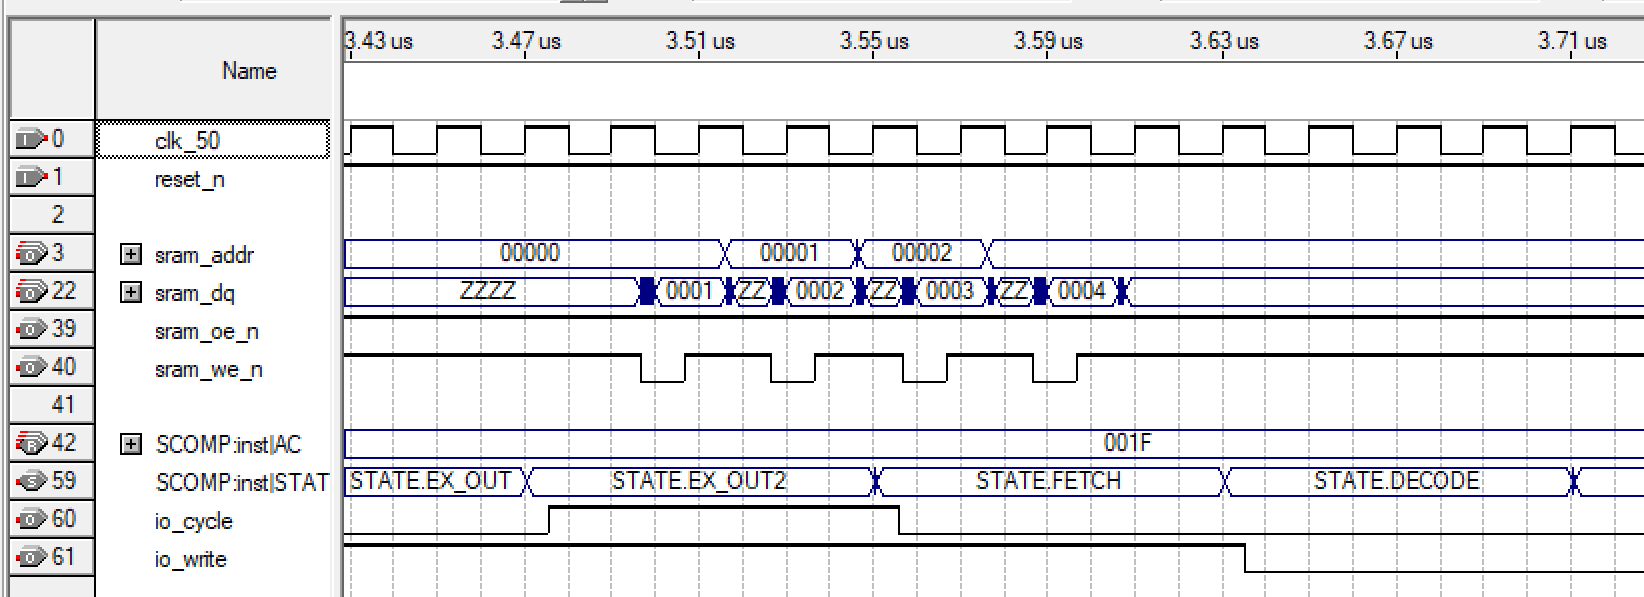 3.43 us 3.47 us 3.51 us 3.55 us 3.59 us 3.63 us 3.67 us 3.71 us
Name
0 clk_50
1 reset_n
2
3 sram_addr 00000 00001 00002
22 sram_dq ZZZZ 0001 ZZ 0002 ZZ 0003 ZZ 0004
39 sram_oe_n
40 sram_we_n
41
42 SCOMP:inst|AC 001F
59 SCOMP:inst|STAT STATE.EX_OUT STATE.EX_OUT2 STATE.FETCH STATE.DECODE
60 io_cycle
61 io_write